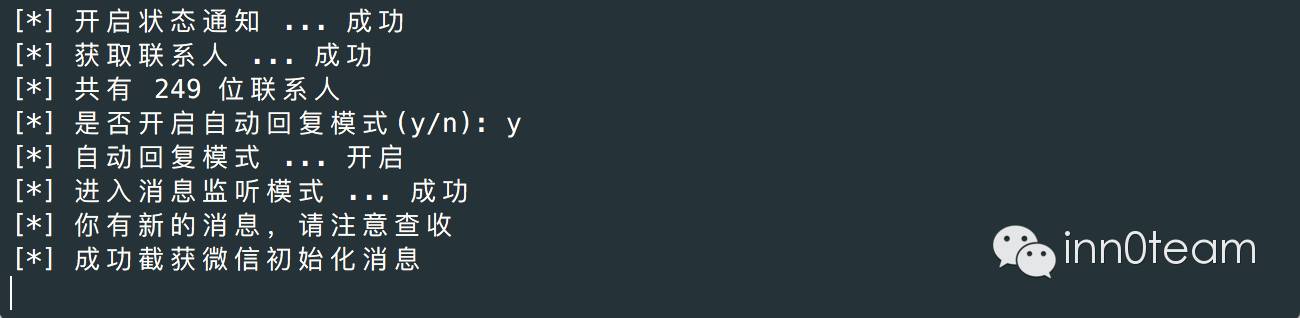 [*] 开启状态通知 ... 成功
[*] 获取联系人 ... 成功
[*] 共有 249 位联系人
[*] 是否开启自动回复模式(y/n): y
[*] 自动回复模式 ... 开启
[*] 进入消息监听模式 ... 成功
[*] 你有新的消息，请注意查收
[*] 成功截获微信初始化消息
inn0team